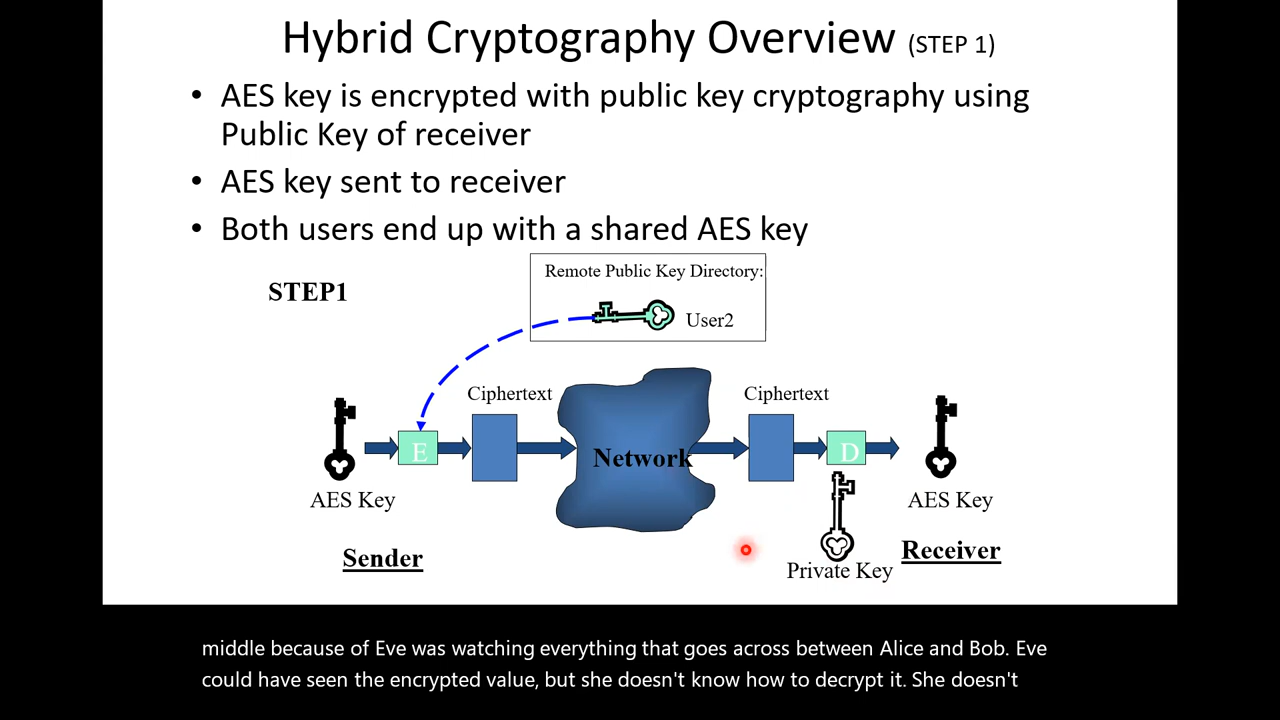 Hybrid Cryptography Overview (STEP 1)
• AES key is encrypted with public key cryptography using
Public Key of receiver
• AES key sent to receiver
• Both users end up with a shared AES key
Remote Public Key Directory:
STEP1
User2
Ciphertext
Ciphertext
E
Network
D
AES Key
AES Key
Sender
Receiver
Private Key
middle because of Eve was watching everything that goes across between Alice and Bob. Eve
could have seen the encrypted value, but she doesn't know how to decrypt it. She doesn't